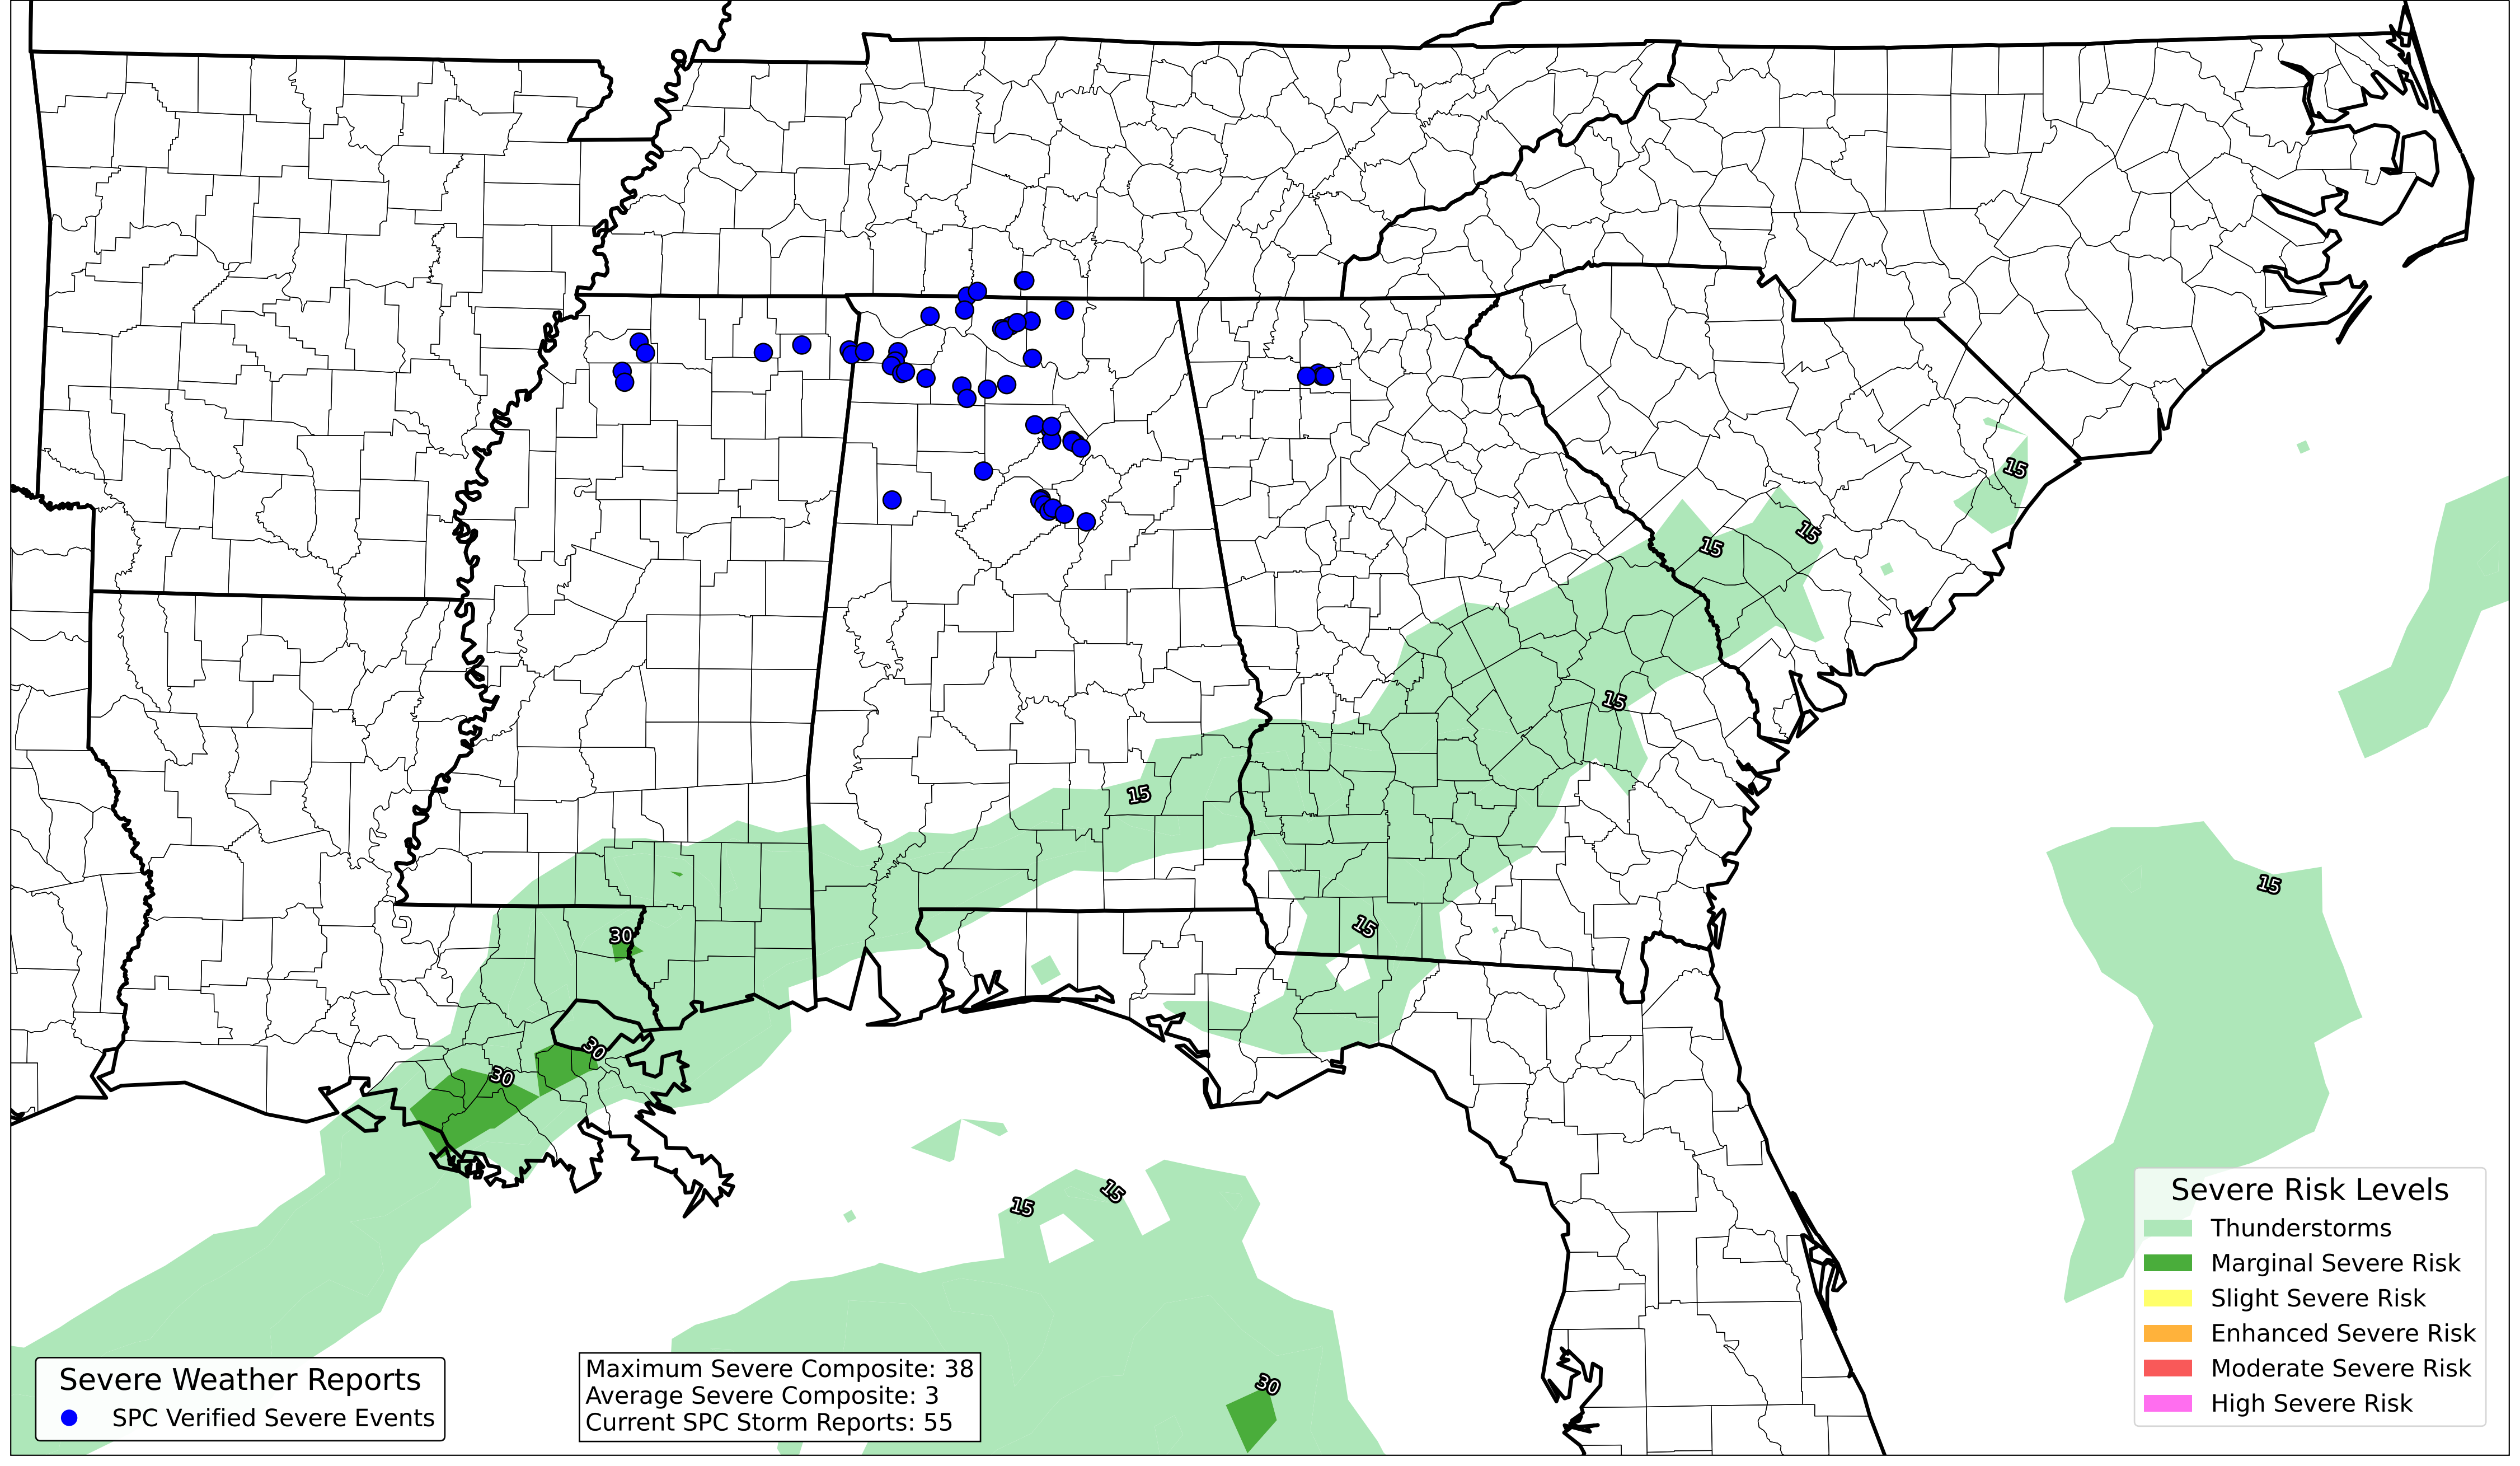 15
15
15
15
15
15
30
15
30
30
15
15
30
Severe Weather Reports
SPC Verified Severe Events
Maximum Severe Composite: 38
Average Severe Composite: 3
Current SPC Storm Reports: 55
Severe Risk Levels
Thunderstorms
Marginal Severe Risk
Slight Severe Risk
Enhanced Severe Risk
Moderate Severe Risk
High Severe Risk